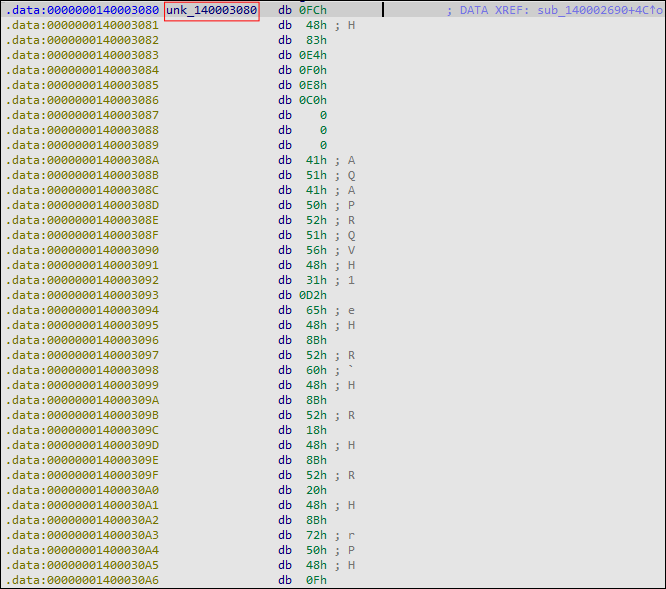 .data:0000000140003080 unk_140003080 db 0FCh ; DATA XREF: sub_140002690+4C↑o
.data:0000000140003081 db 48h ; H
.data:0000000140003082 db 83h
.data:0000000140003083 db 0E4h
.data:0000000140003084 db 0F0h
.data:0000000140003085 db 0E8h
.data:0000000140003086 db 0C0h
.data:0000000140003087 db 0
.data:0000000140003088 db 0
.data:0000000140003089 db 0
.data:000000014000308A db 41h ; A
.data:000000014000308B db 51h ; Q
.data:000000014000308C db 41h ; A
.data:000000014000308D db 50h ; P
.data:000000014000308E db 52h ; R
.data:000000014000308F db 51h ; Q
.data:0000000140003090 db 56h ; V
.data:0000000140003091 db 48h ; H
.data:0000000140003092 db 31h ; 1
.data:0000000140003093 db 0D2h
.data:0000000140003094 db 65h ; e
.data:0000000140003095 db 48h ; H
.data:0000000140003096 db 8Bh
.data:0000000140003097 db 52h ; R
.data:0000000140003098 db 60h ; `
.data:0000000140003099 db 48h ; H
.data:000000014000309A db 8Bh
.data:000000014000309B db 52h ; R
.data:000000014000309C db 18h
.data:000000014000309D db 48h ; H
.data:000000014000309E db 8Bh
.data:000000014000309F db 52h ; R
.data:00000001400030A0 db 20h
.data:00000001400030A1 db 48h ; H
.data:00000001400030A2 db 8Bh
.data:00000001400030A3 db 72h ; r
.data:00000001400030A4 db 50h ; P
.data:00000001400030A5 db 48h ; H
.data:00000001400030A6 db 0Fh